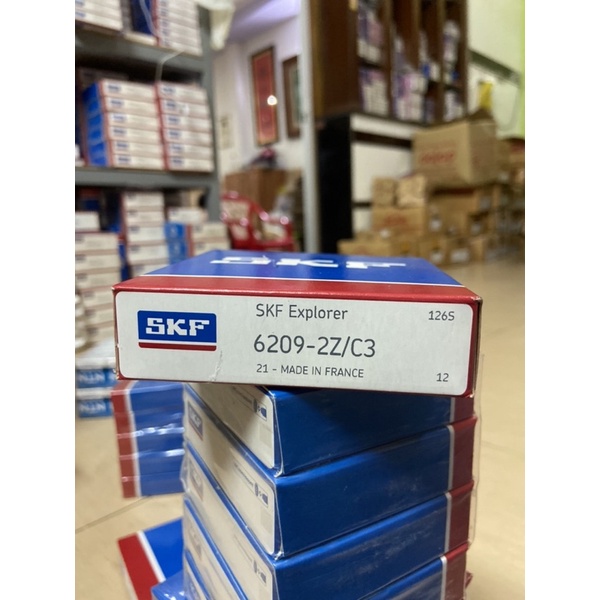 SKF
SKF
SKF Explorer
126S
6209-2Z/C3
21 - MADE IN FRANCE
12